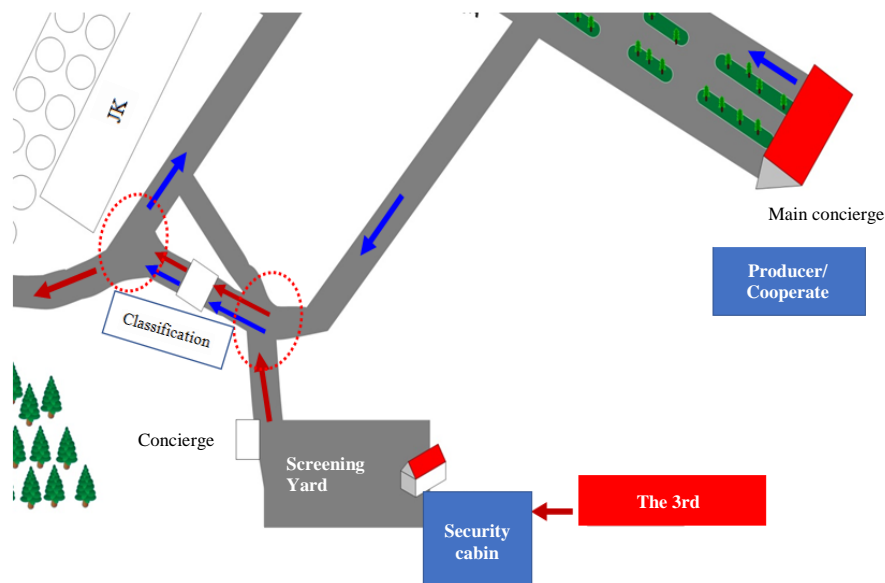 JK
Main concierge
Producer/
Cooperate
Classification
Concierge
Screening
Yard
The 3rd
Security
cabin